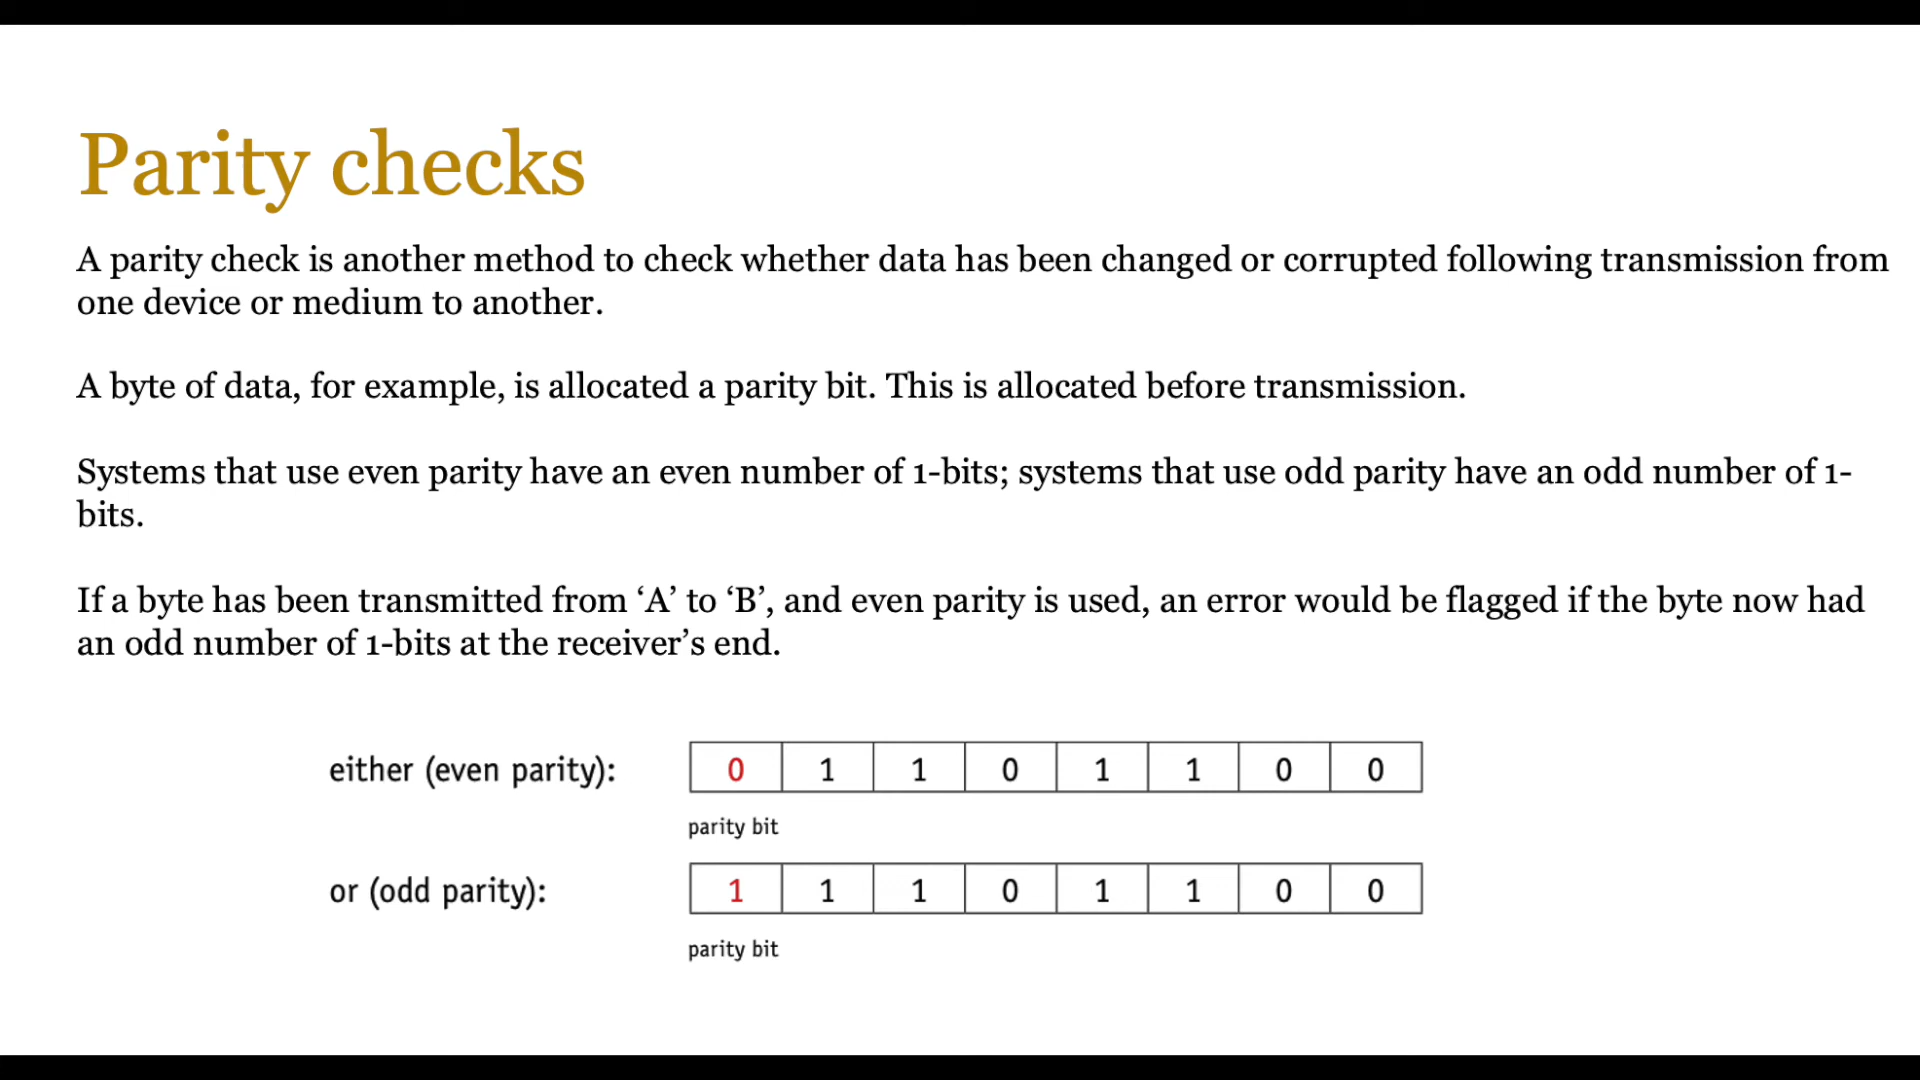 Parity checks
A parity check is another method to check whether data has been changed or corrupted following transmission from
one device or medium to another.
A byte of data, for example, is allocated a parity bit. This is allocated before transmission.
Systems that use even parity have an even number of 1-bits; systems that use odd parity have an odd number of 1-
bits.
If a byte has been transmitted from ‘A’ to ‘B’, and even parity is used, an error would be flagged if the byte now had
an odd number of 1-bits at the receiver’s end.
either (even parity): 0 1 1 0 1 1 0 0
parity bit
or (odd parity): 1 1 1 0 1 1 0 0
parity bit